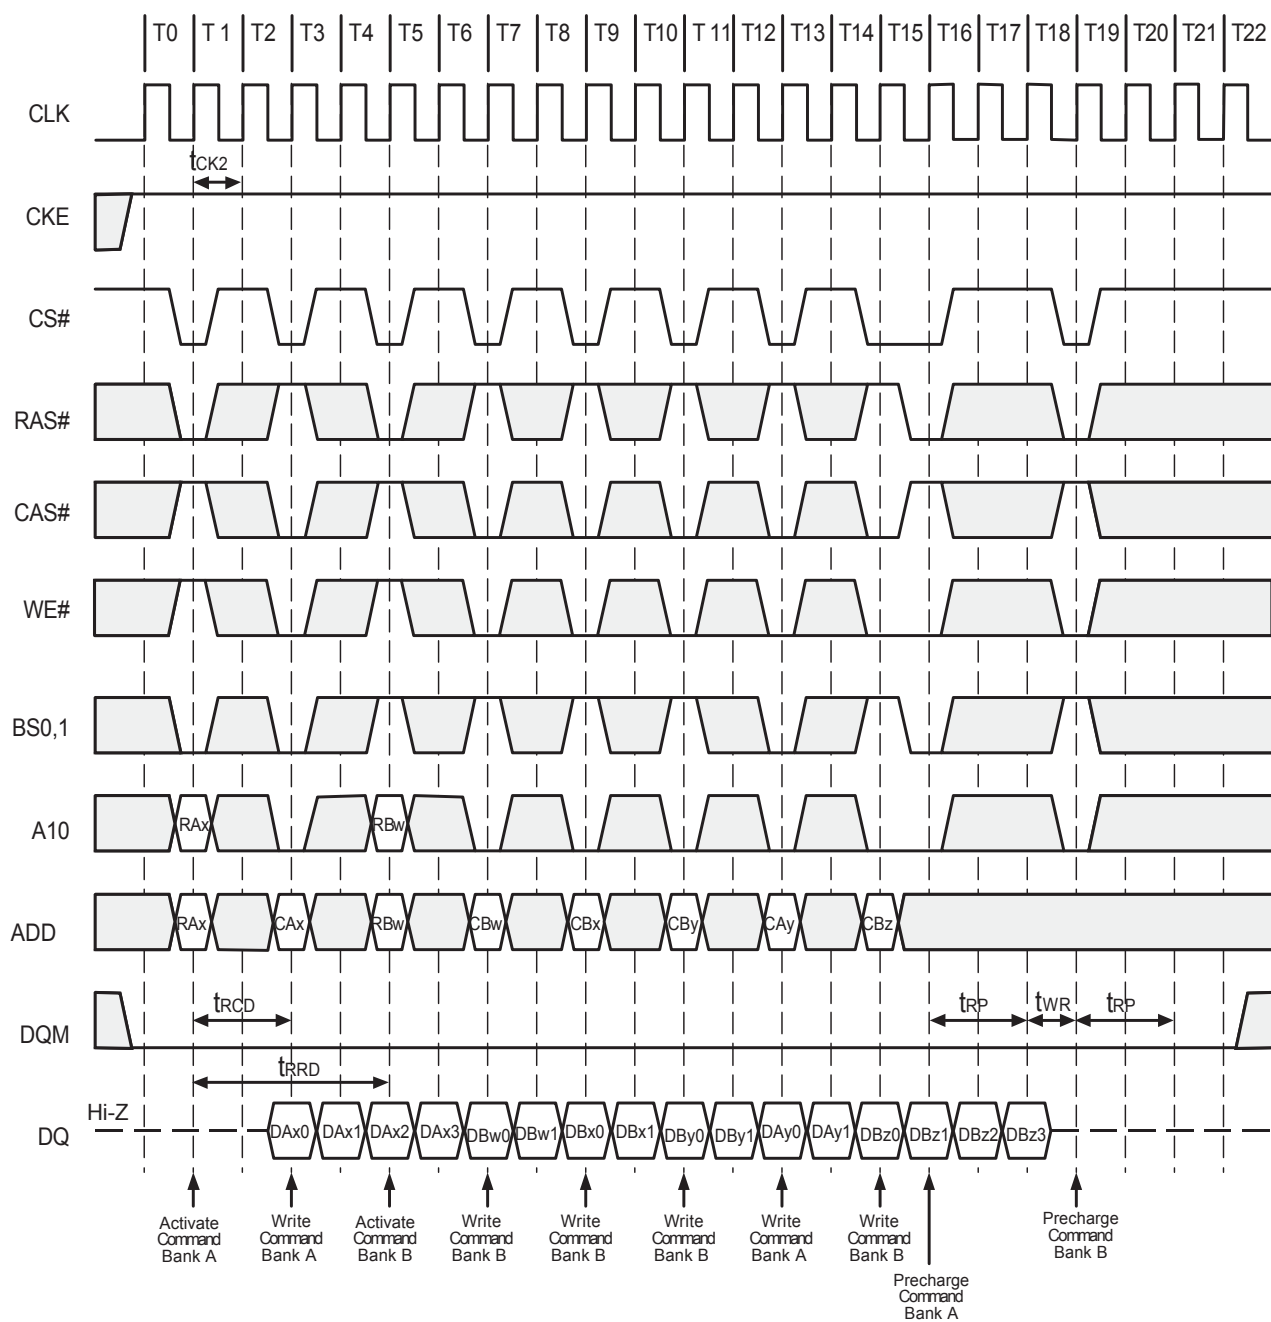 T0 T 1 T2 T3 T4 T5 T6 T7 T8 T9 T10 T 11 T12 T13 T14 T15 T16 T17 T18 T19 T20 T21 T22
CLK
tCK2
CKE
CS#
RAS#
CAS#
WE#
BS0,1
A10
RAx RBw
ADD
RAx CAx RBw CBw CBx CBy CAy CBz
tRCD tRP tWR tRP
DQM
tRRD
Hi-Z
DQ
DAx0 DAx1 DAx2 DAx3 DBw0 DBw1 DBx0 DBx1 DBy0 DBy1 DAy0 DAy1 DBz0 DBz1 DBz2 DBz3
Activate
Command
Bank A
Write
Command
Bank A
Activate
Command
Bank B
Write
Command
Bank B
Write
Command
Bank B
Write
Command
Bank B
Write
Command
Bank A
Write
Command
Bank B
Precharge
Command
Bank A
Precharge
Command
Bank B